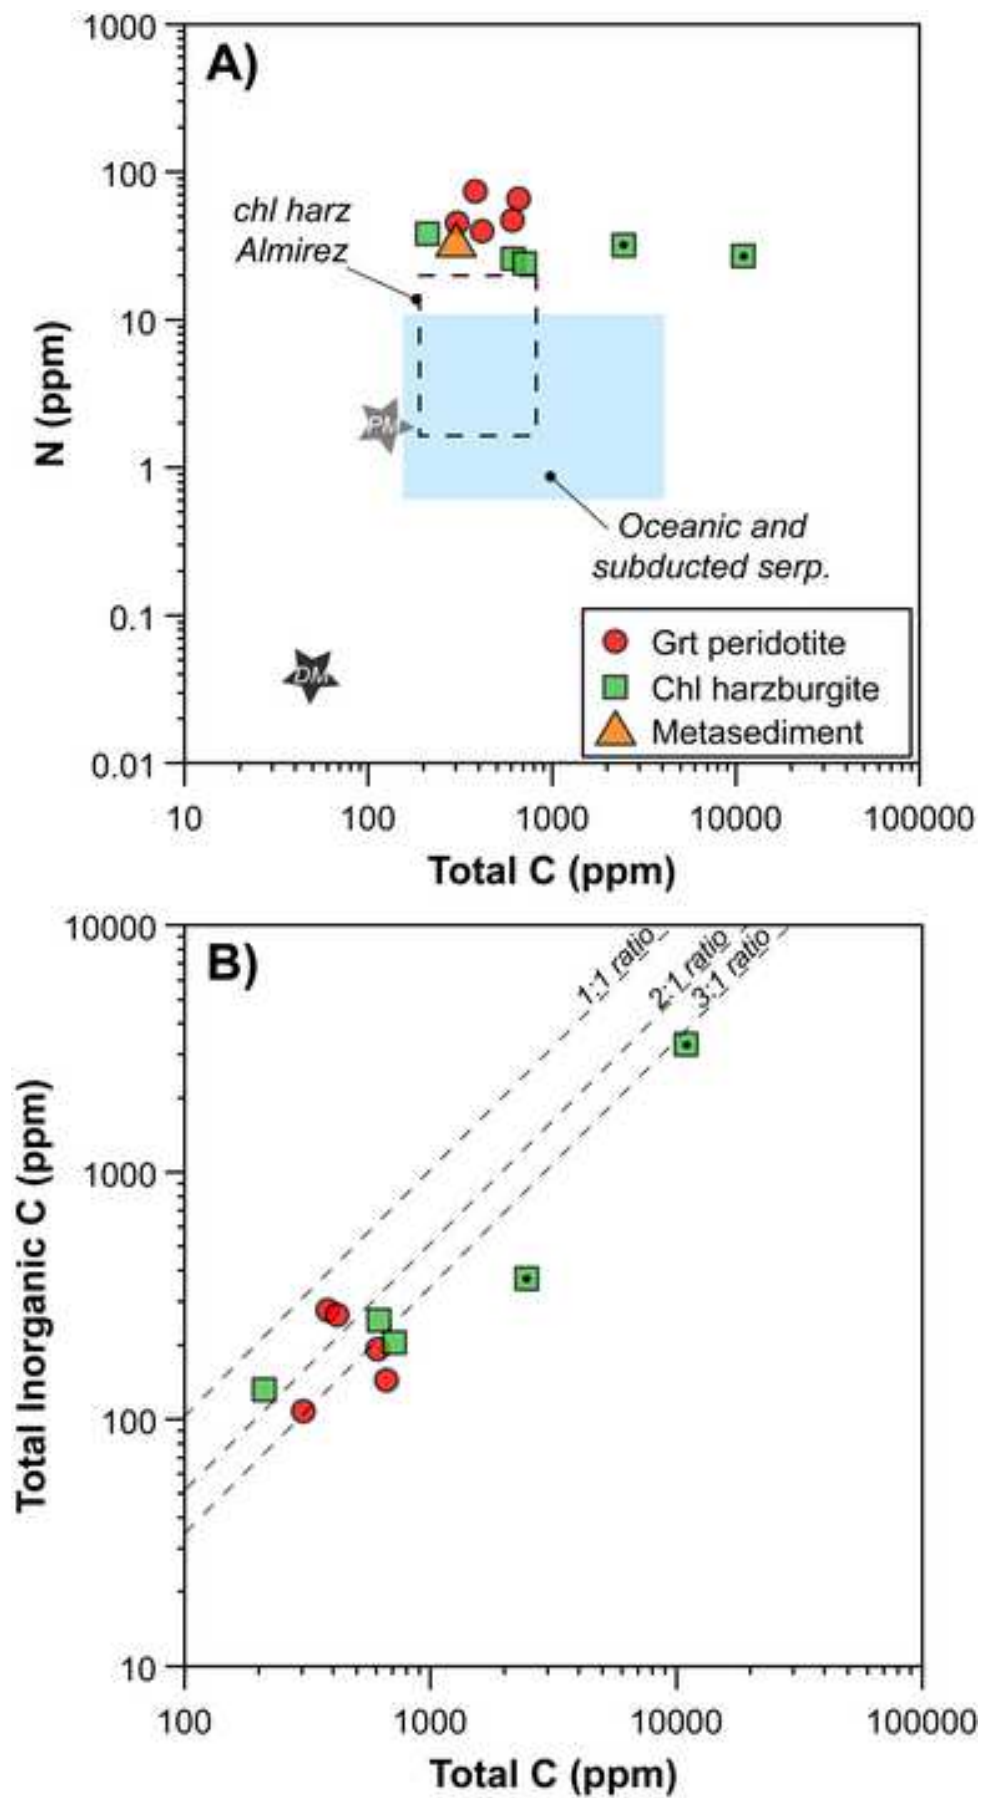 A)
1000
100
10
1
0.1
0.01
N (ppm)
chl harz
Almirez
PM
DM
Oceanic and
subducted serp.
Grt peridotite
Chl harzburgite
Metasediment
10
100
1000
10000
100000
Total C (ppm)
B)
10000
1000
100
10
Total Inorganic C (ppm)
1:1 ratio
2:1 ratio
3:1 ratio
100
1000
10000
100000
Total C (ppm)